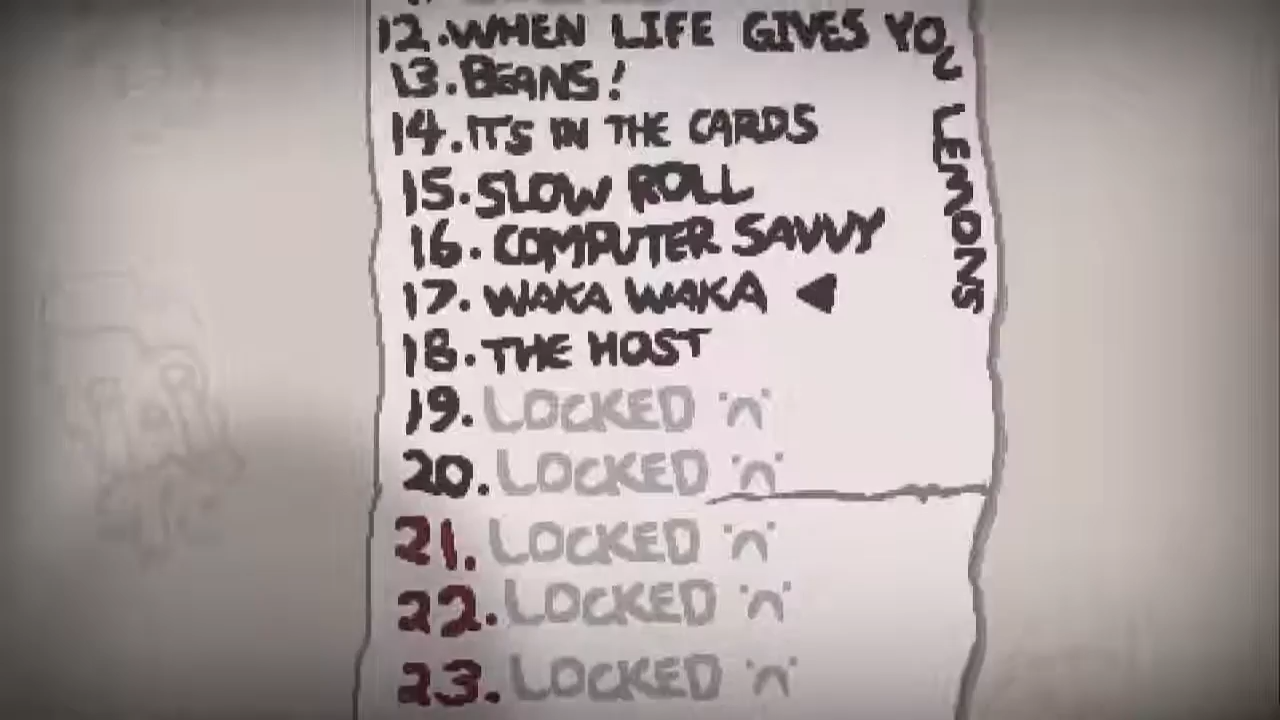 12. WHEN LIFE GIVES YOU LEMONS
13. BEANS!
14. IT'S IN THE CARDS
15. SLOW ROLL
16. COMPUTER SAVVY
17. WAKA WAKA
18. THE HOST
19. LOCKED
20. LOCKED
21. LOCKED
22. LOCKED
23. LOCKED